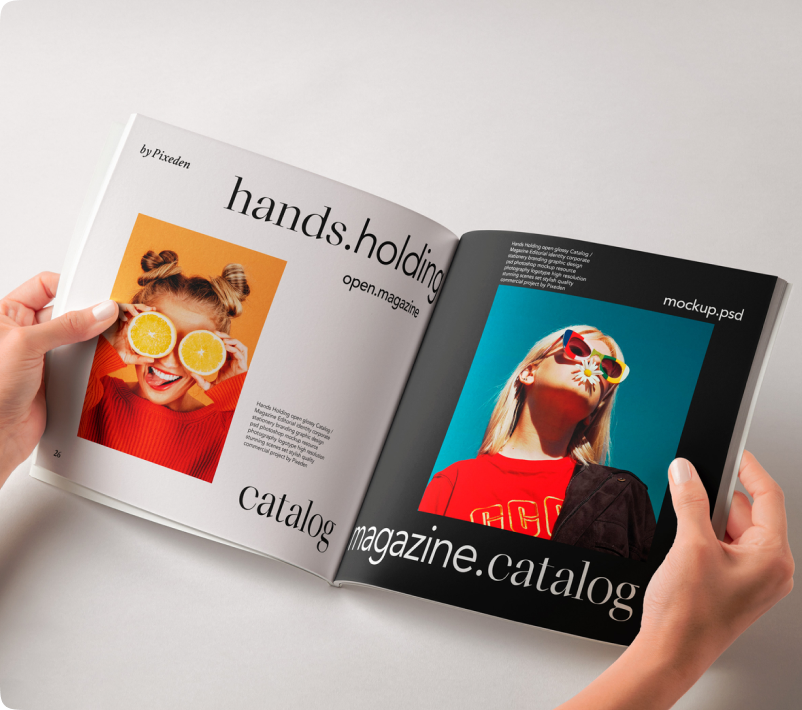 by Pixeden
hands.holding
open.magazine
Hands Holding open glossy Catalog /
Magazine Editorial identity corporate
stationery branding graphic design
psd photoshop mockup resource
photography logotype high resolution
stunning scenes set stylish quality
commercial project by Pixeden
26
catalog
Hands Holding open glossy Catalog /
Magazine Editorial identity corporate
stationery branding graphic design
psd photoshop mockup resource
photography logotype high resolution
stunning scenes set stylish quality
commercial project by Pixeden
mockup.psd
magazine.catalog